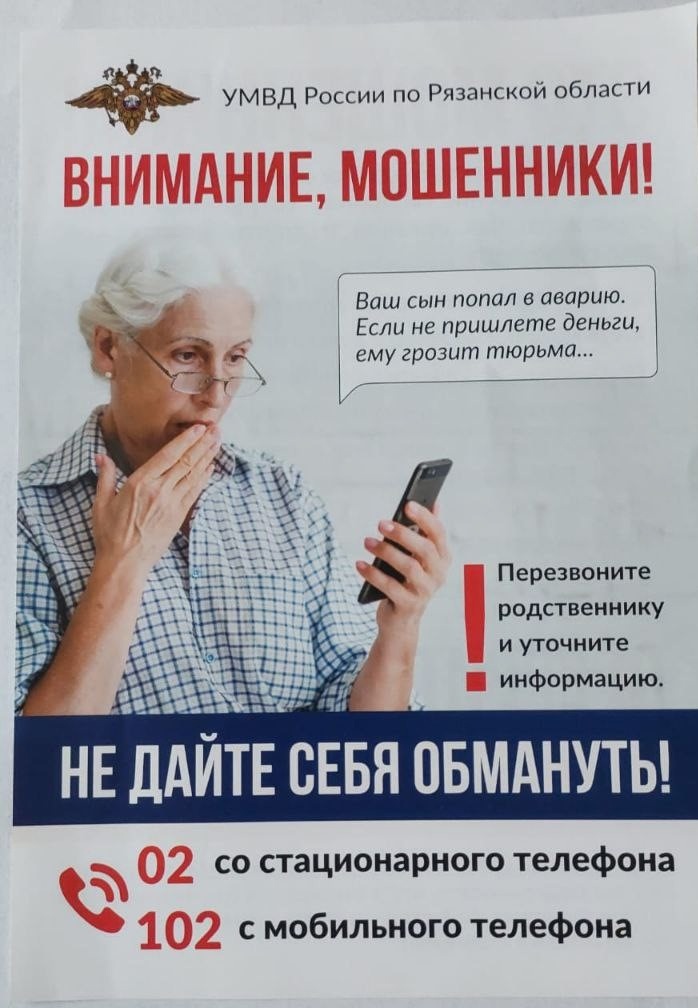 УМВД России по Рязанской области
ВНИМАНИЕ, МОШЕННИКИ!
Ваш сын попал в аварию.
Если не пришлете деньги,
ему грозит тюрьма...
Перезвоните
родственнику
и уточните
информацию.
!
НЕ ДАЙТЕ СЕБЯ ОБМАНУТЬ!
02 со стационарного телефона
102 с мобильного телефона